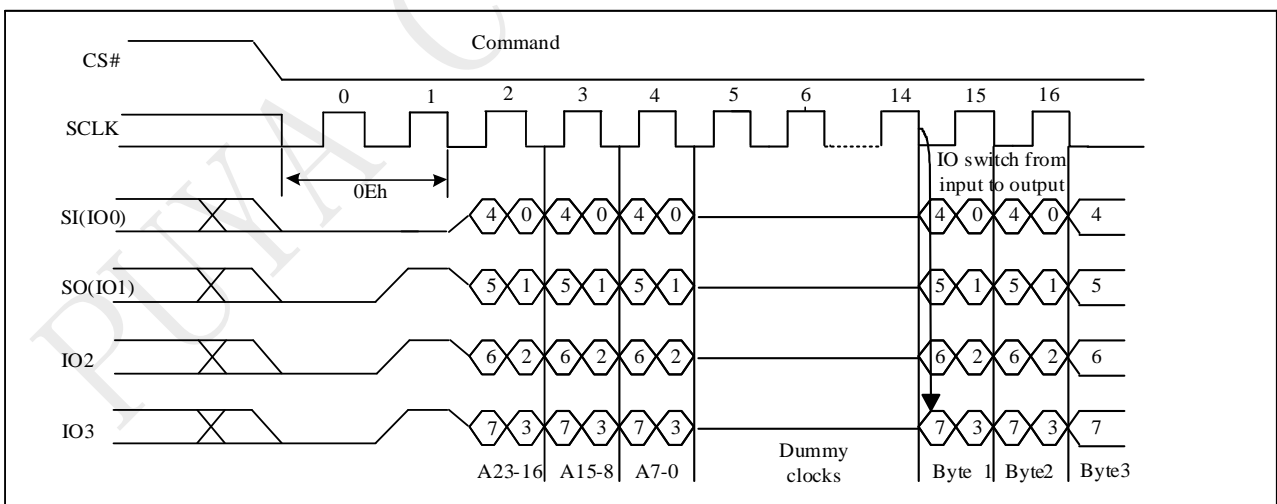 Command
CS#
0 1 2 3 4 5 6 14 15 16
SCLK
IO switch from
input to output
0Eh
SI(IO0) 4 0 4 0 4 0 4 0 4 0 4
SO(IO1) 5 1 5 1 5 1 5 1 5 1 5
IO2 6 2 6 2 6 2 6 2 6 2 6
IO3 7 3 7 3 7 3 7 3 7 3 7
A23-16 A15-8 A7-0 Dummy
clocks Byte 1 Byte2 Byte3
PUYA C